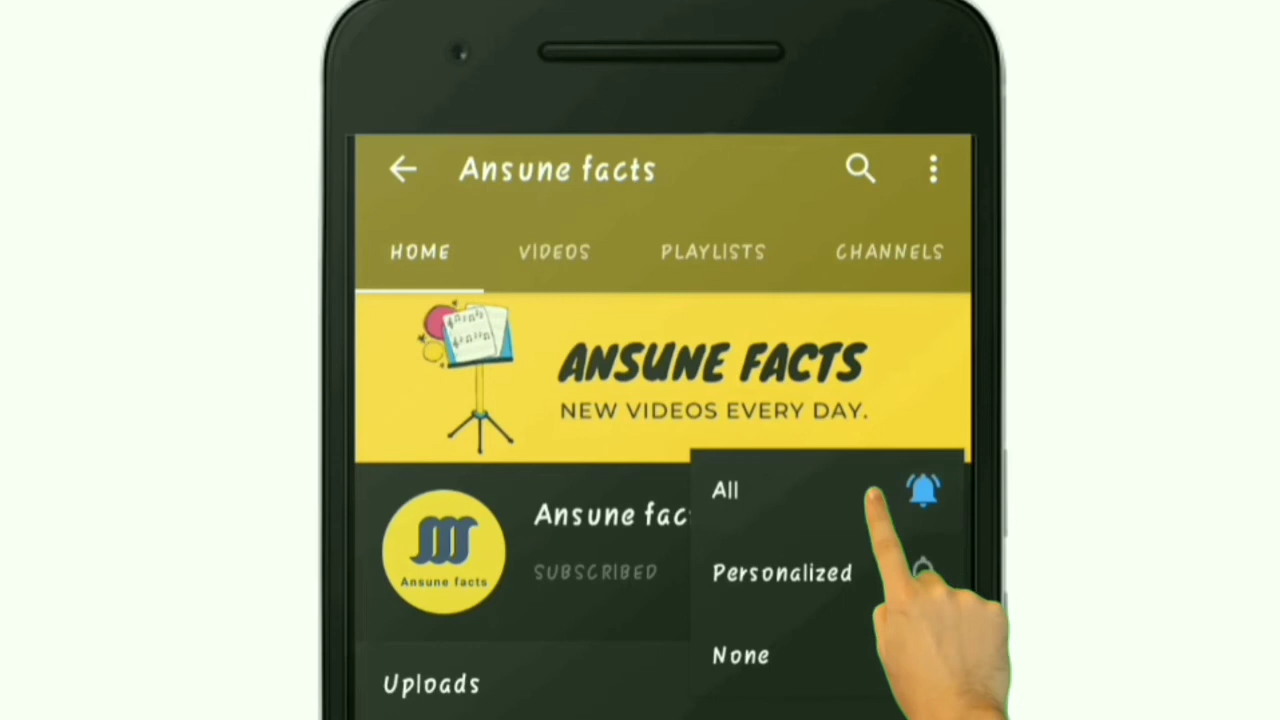 Ansune facts
HOME VIDEOS PLAYLISTS CHANNELS
ANSUNE FACTS
NEW VIDEOS EVERY DAY.
All
Ansune fac
Ansune facts
SUBSCRIBED
Personalized
None
Uploads